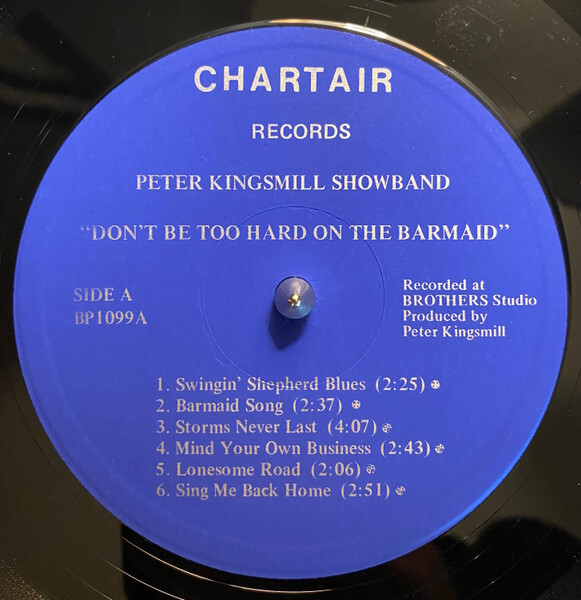 CHARTAIR
RECORDS
PETER KINGSMILL SHOWBAND
"DON'T BE TOO HARD ON THE BARMAID"
SIDE A
BP1099A
Recorded at
BROTHERS Studio
Produced by
Peter Kingsmill
1. Swingin' Shepherd Blues (2:25)
2. Barmaid Song (2:37)
3. Storms Never Last (4:07)
4. Mind Your Own Business (2:43)
5. Lonesome Road (2:06)
6. Sing Me Back Home (2:51)